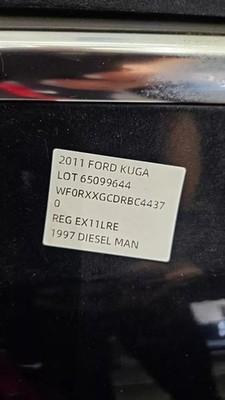 2011 FORD KUGA
LOT 65099644
WF0RXXGCDRBC4437
0
REG EX11LRE
1997 DIESEL MAN